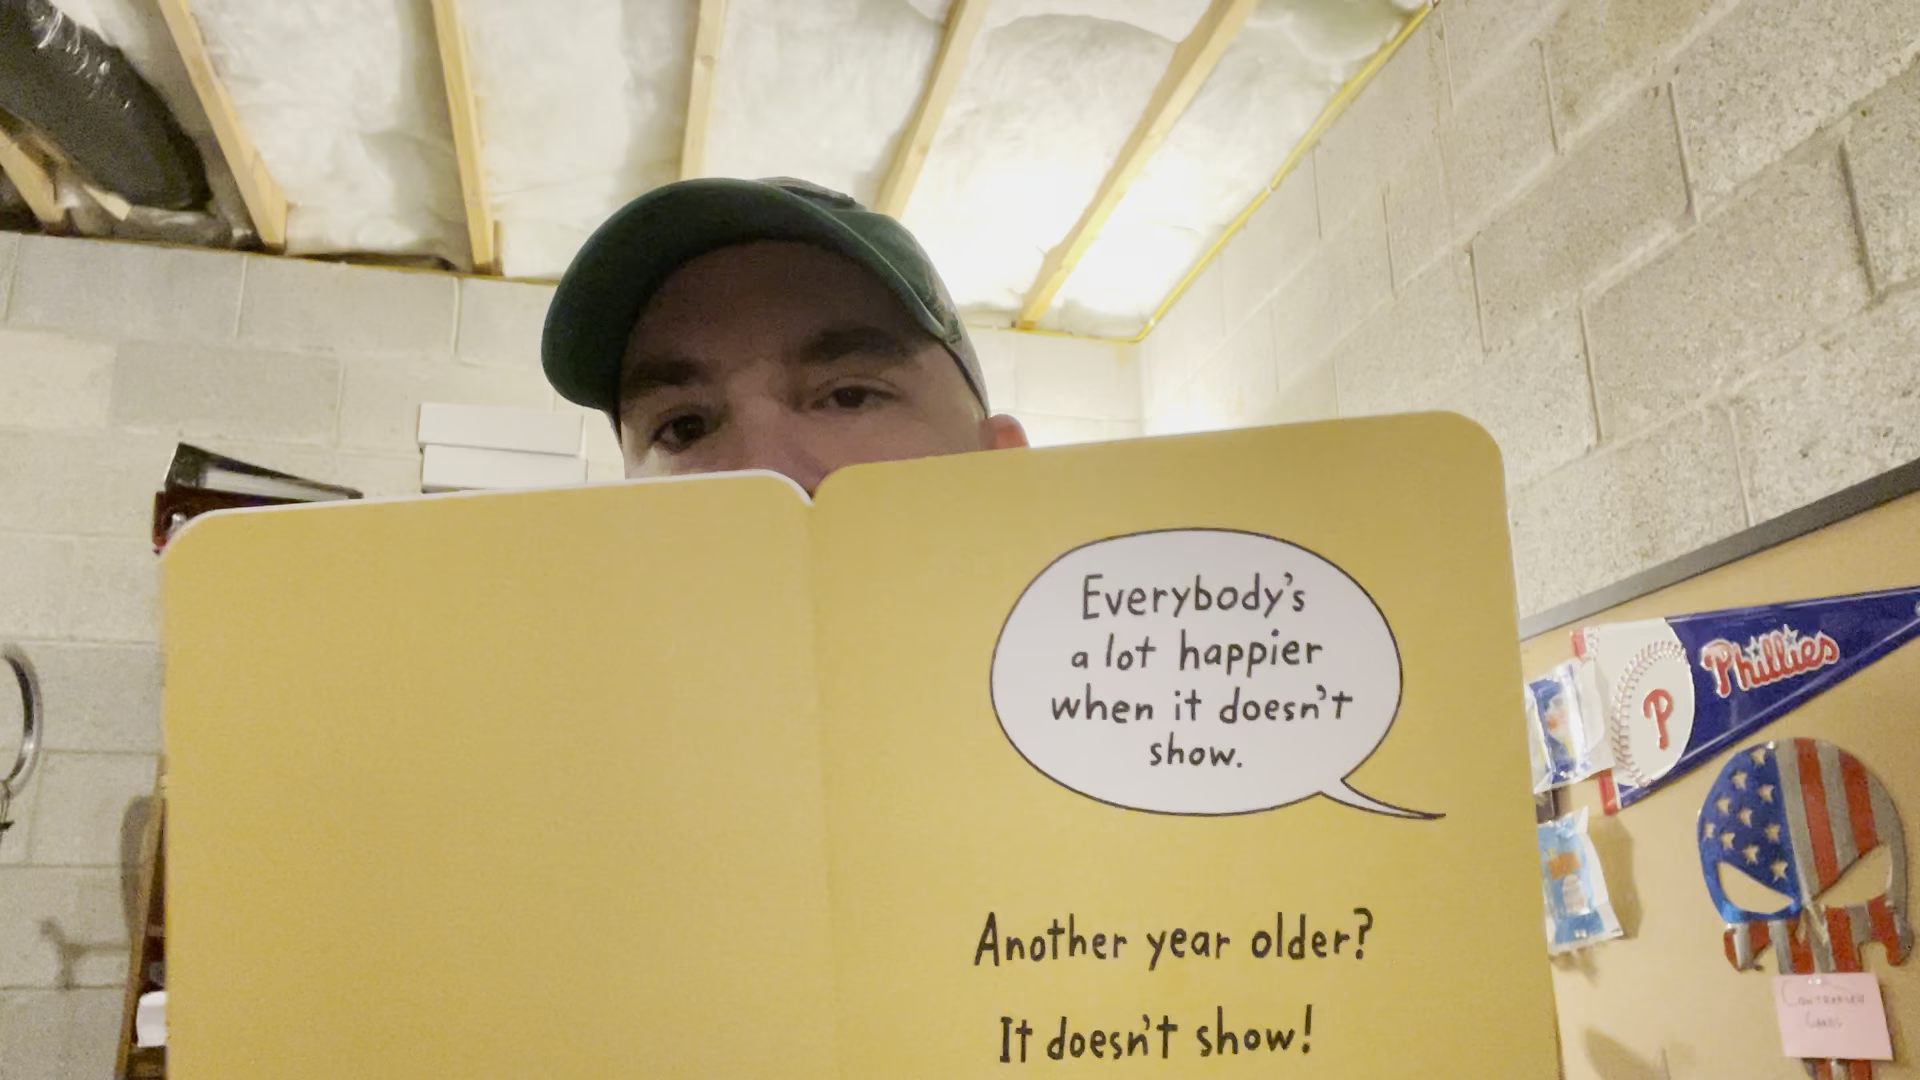 Everybody's
a lot happier
when it doesn't
show.
Another year older?
It doesn't show!
Phillies
P